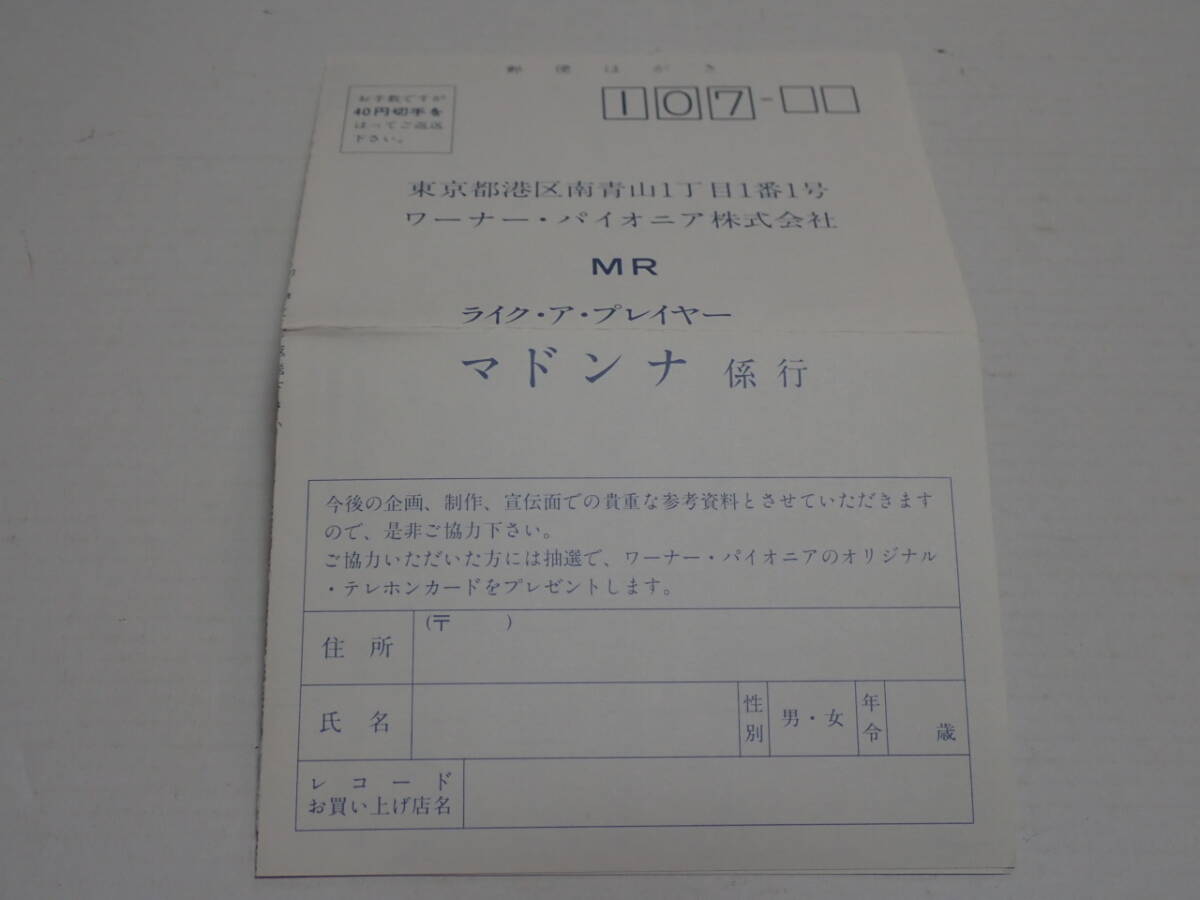 郵便はがき
お手数ですが
40円切手を
はってご返送
下さい。
107-
東京都港区南青山1丁目1番1号
ワーナー・パイオニア株式会社
MR
ライク・ア・プレイヤー
マドンナ 係行
今後の企画、制作、宣伝面での貴重な参考資料とさせていただきます
ので、是非ご協力下さい。
ご協力いただいた方には抽選で、ワーナー・パイオニアのオリジナル
・テレホンカードをプレゼントします。
住所
(〒 )
氏名
性別
男・女
年令
歳
レコード
お買い上げ店名